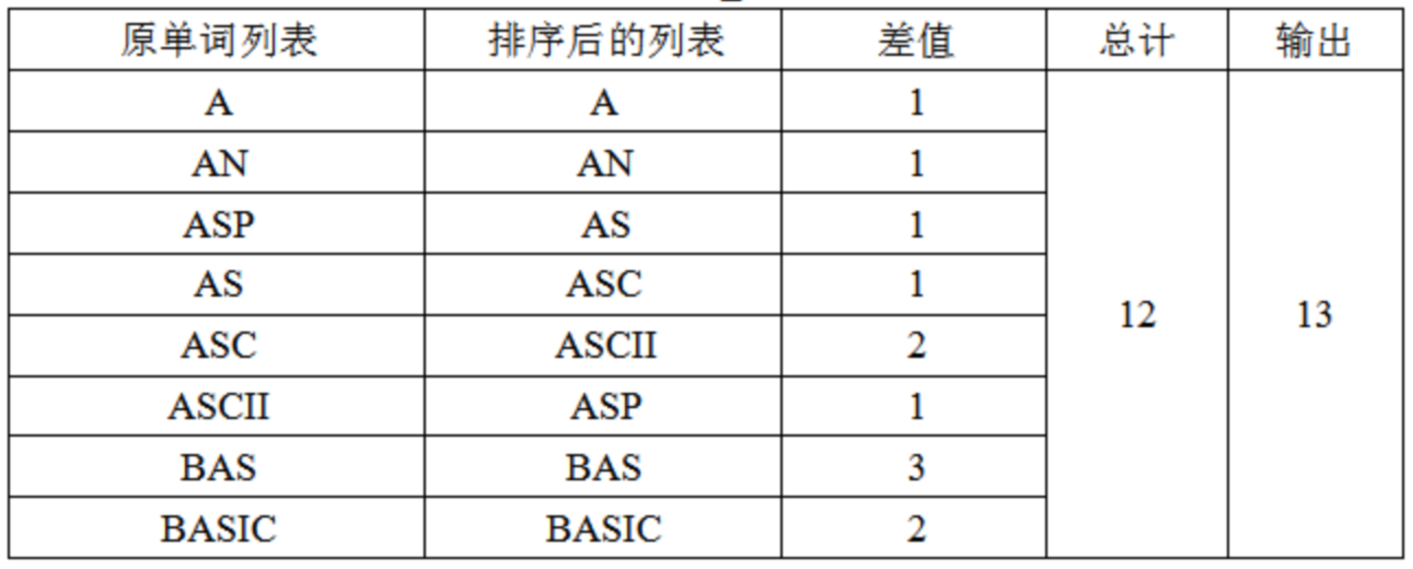 原单词列表 排序后的列表 差值 总计 输出
A A 1
AN AN 1
ASP AS 1
AS ASC 1
12 13
ASC ASCII 2
ASCII ASP 1
BAS BAS 3
BASIC BASIC 2